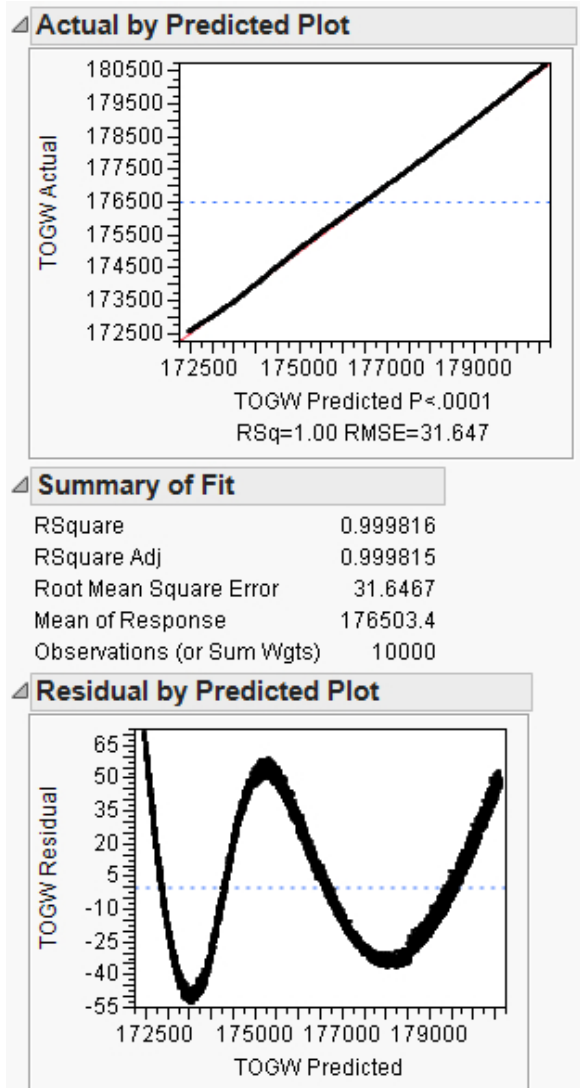 Actual by Predicted Plot
180500
179500
178500
177500
176500
175500
174500
173500
172500
TOGW Actual
172500 175000 177000 179000
TOGW Predicted P<.0001
RSq=1.00 RMSE=31.647
Summary of Fit
RSquare 0.999816
RSquare Adj 0.999815
Root Mean Square Error 31.6467
Mean of Response 176503.4
Observations (or Sum Wgts) 10000
Residual by Predicted Plot
65
50
35
20
5
-10
-25
-40
-55
TOGW Residual
172500 175000 177000 179000
TOGW Predicted